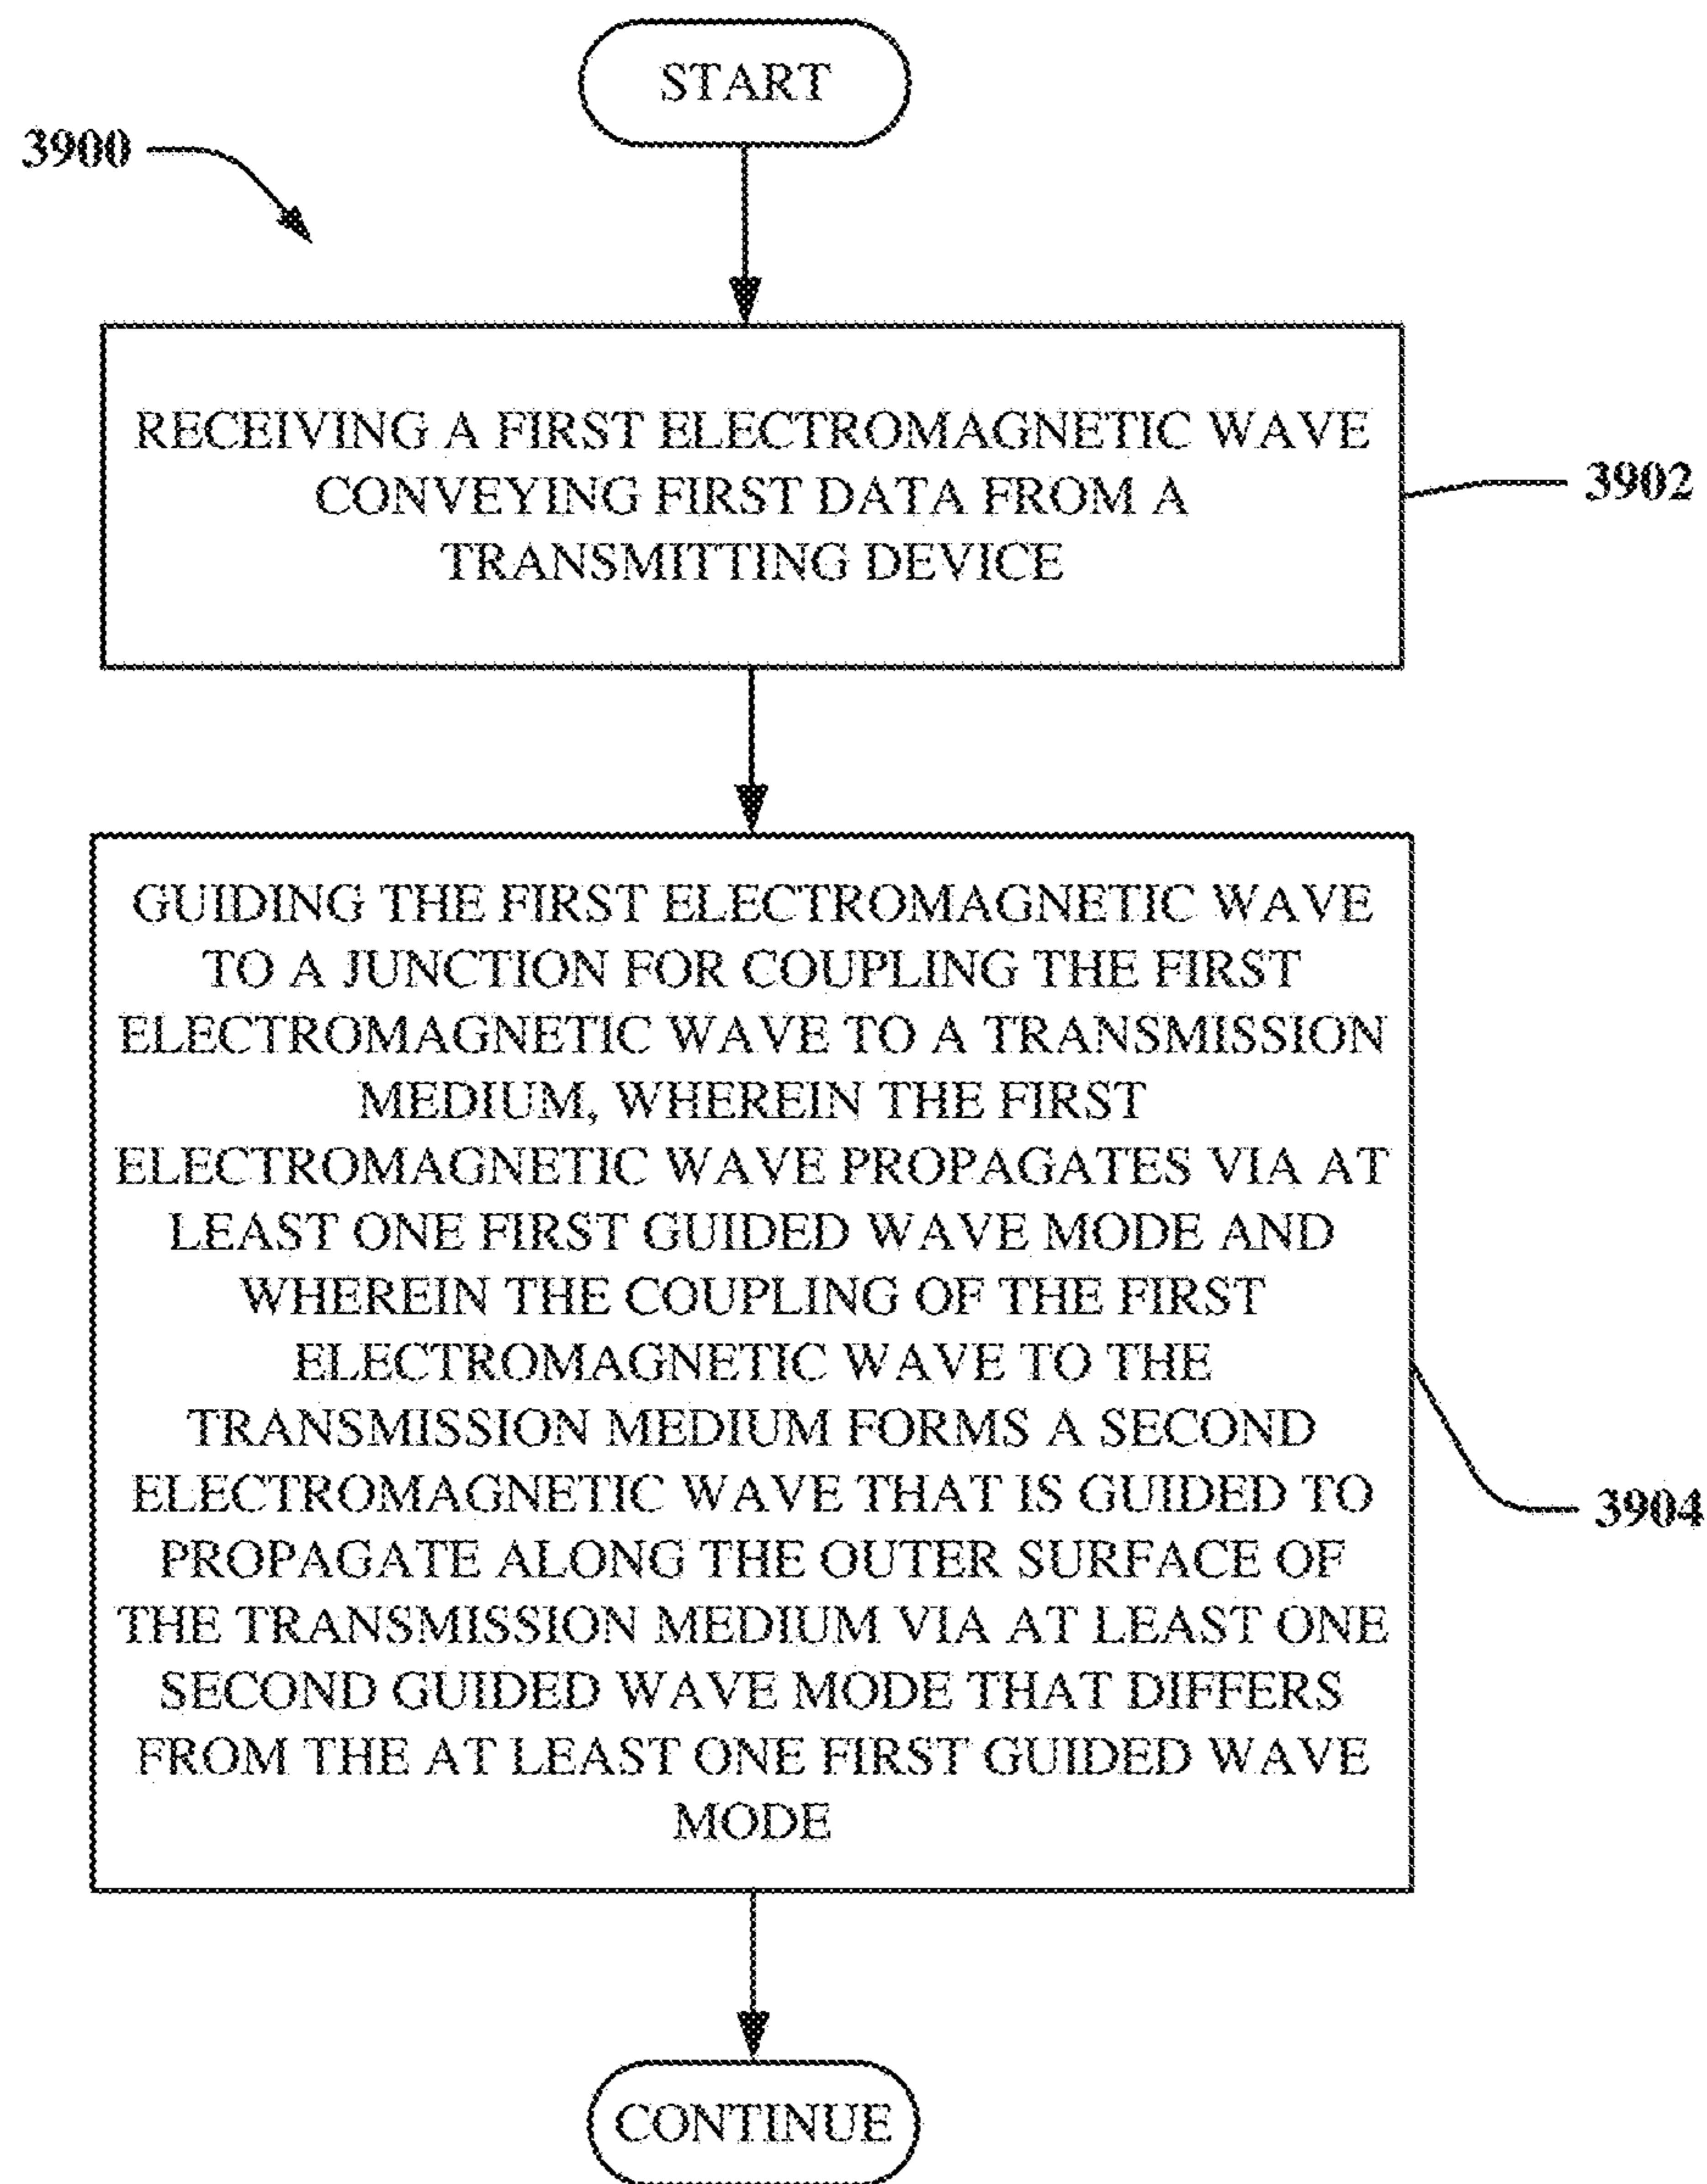 START
3900
RECEIVING A FIRST ELECTROMAGNETIC WAVE
CONVEYING FIRST DATA FROM A
TRANSMITTING DEVICE
3902
GUIDING THE FIRST ELECTROMAGNETIC WAVE
TO A JUNCTION FOR COUPLING THE FIRST
ELECTROMAGNETIC WAVE TO A TRANSMISSION
MEDIUM, WHEREIN THE FIRST
ELECTROMAGNETIC WAVE PROPAGATES VIA AT
LEAST ONE FIRST GUIDED WAVE MODE AND
WHEREIN THE COUPLING OF THE FIRST
ELECTROMAGNETIC WAVE TO THE
TRANSMISSION MEDIUM FORMS A SECOND
ELECTROMAGNETIC WAVE THAT IS GUIDED TO
PROPAGATE ALONG THE OUTER SURFACE OF
THE TRANSMISSION MEDIUM VIA AT LEAST ONE
SECOND GUIDED WAVE MODE THAT DIFFERS
FROM THE AT LEAST ONE FIRST GUIDED WAVE
MODE
3904
CONTINUE